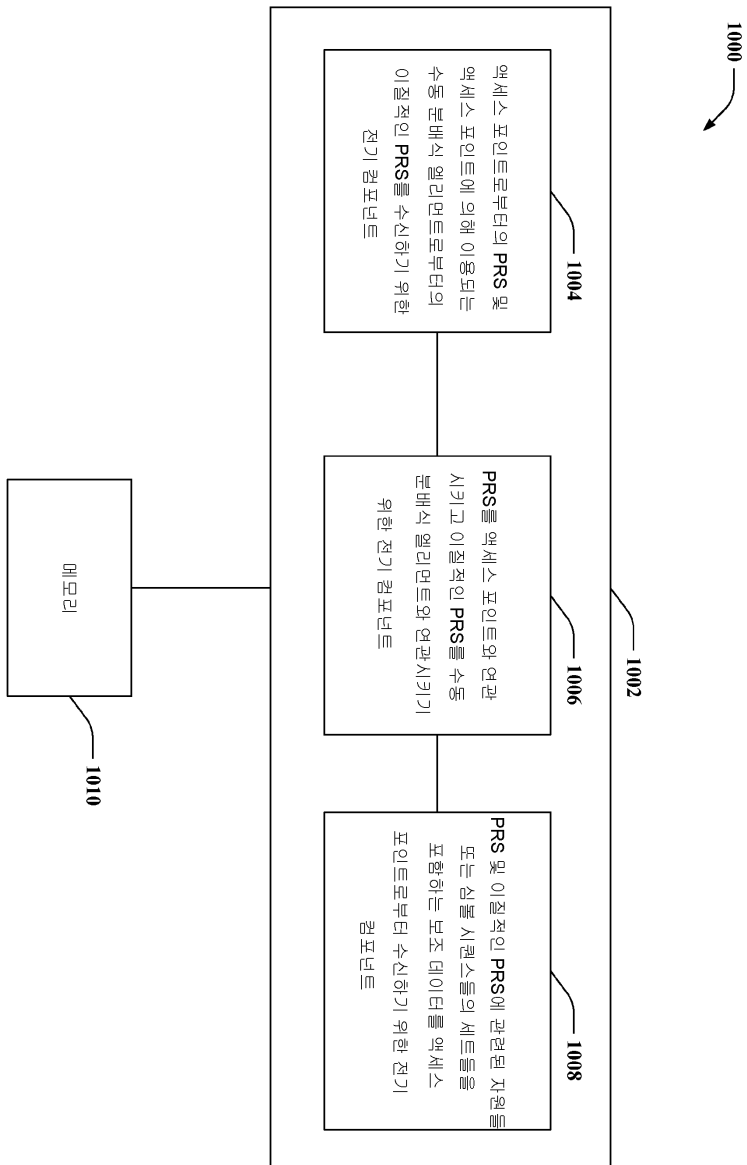 1000
1002
1004
액세스 포인트로부터의 PRS 및
액세스 포인트에 의해 이용되는
수동 분배식 엘리먼트로부터의
이질적인 PRS를 수신하기 위한
전기 컴포넌트
1006
PRS를 액세스 포인트와 연관
시키고 이질적인 PRS를 수동
분배식 엘리먼트와 연관시키기
위한 전기 컴포넌트
1008
PRS 및 이질적인 PRS에 관련된 자원들
또는 심볼 시퀀스들의 세트들을
포함하는 보조 데이터를 액세스
포인트로부터 수신하기 위한 전기
컴포넌트
메모리
1010